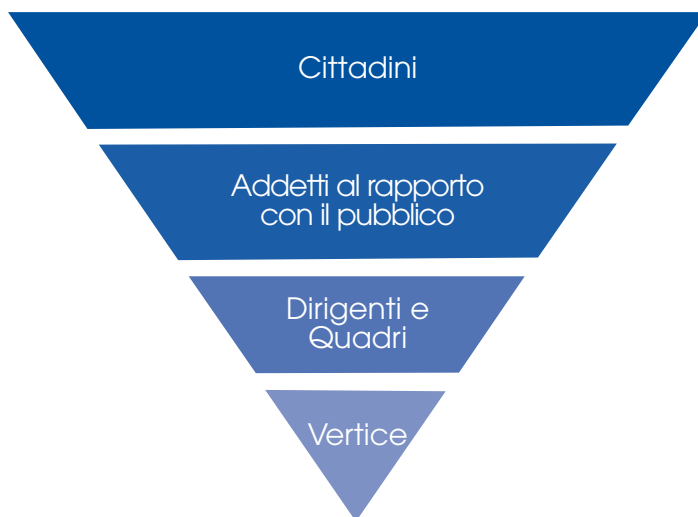 Cittadini
Addetti al rapporto
con il pubblico
Dirigenti e
Quadri
Vertice